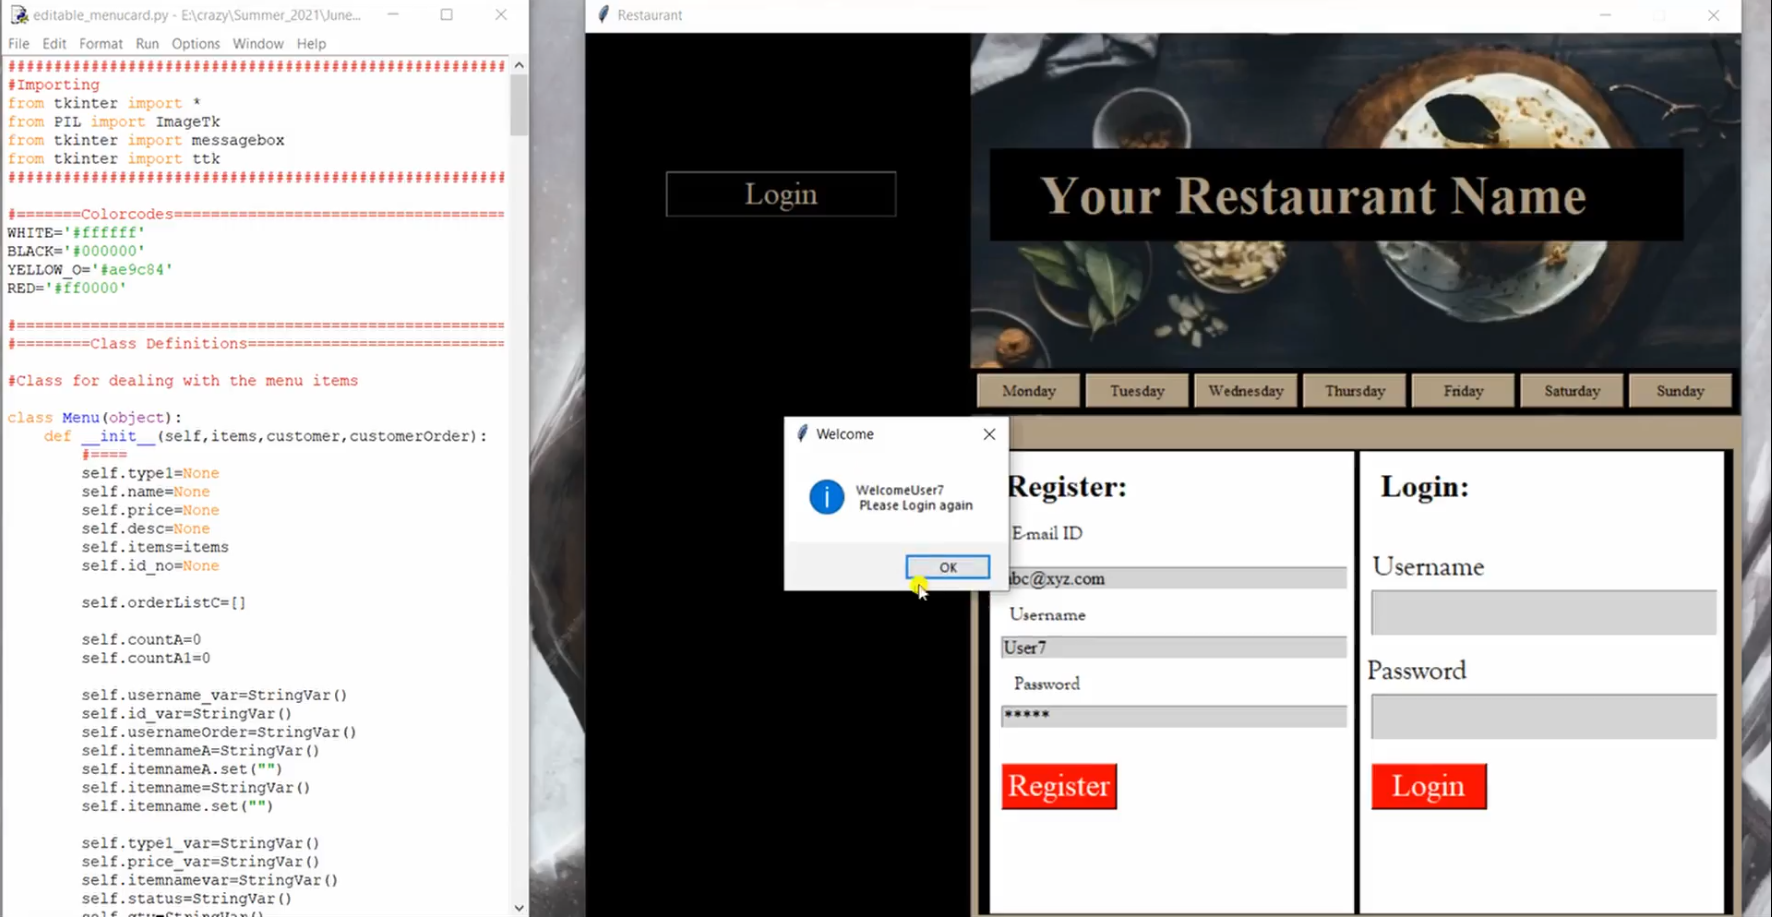 editable_menucard.py - E:\crazy\Summer_2021\June...
File Edit Format Run Options Window Help
##########################################################
#Importing
from tkinter import *
from PIL import ImageTk
from tkinter import messagebox
from tkinter import ttk
##########################################################
#=======Colorcodes====================================
WHITE='#ffffff'
BLACK='#000000'
YELLOW_O='#ae9c84'
RED='#ff0000'
#=====================================================
#========Class Definitions============================
#Class for dealing with the menu items
class Menu(object):
def __init__(self,items,customer,customerOrder):
#====
self.type1=None
self.name=None
self.price=None
self.desc=None
self.items=items
self.id_no=None
self.orderListC=[]
self.countA=0
self.countA1=0
self.username_var=StringVar()
self.id_var=StringVar()
self.usernameOrder=StringVar()
self.itemnameA=StringVar()
self.itemnameA.set("")
self.itemname=StringVar()
self.itemname.set("")
self.type1_var=StringVar()
self.price_var=StringVar()
self.itemnamevar=StringVar()
self.status=StringVar()
Restaurant
Login
Your Restaurant Name
Monday Tuesday Wednesday Thursday Friday Saturday Sunday
Welcome
WelcomeUser7
PLease Login again
OK
Register:
E-mail ID
bc@xyz.com
Username
User7
Password
*****
Register
Login:
Username
Password
Login